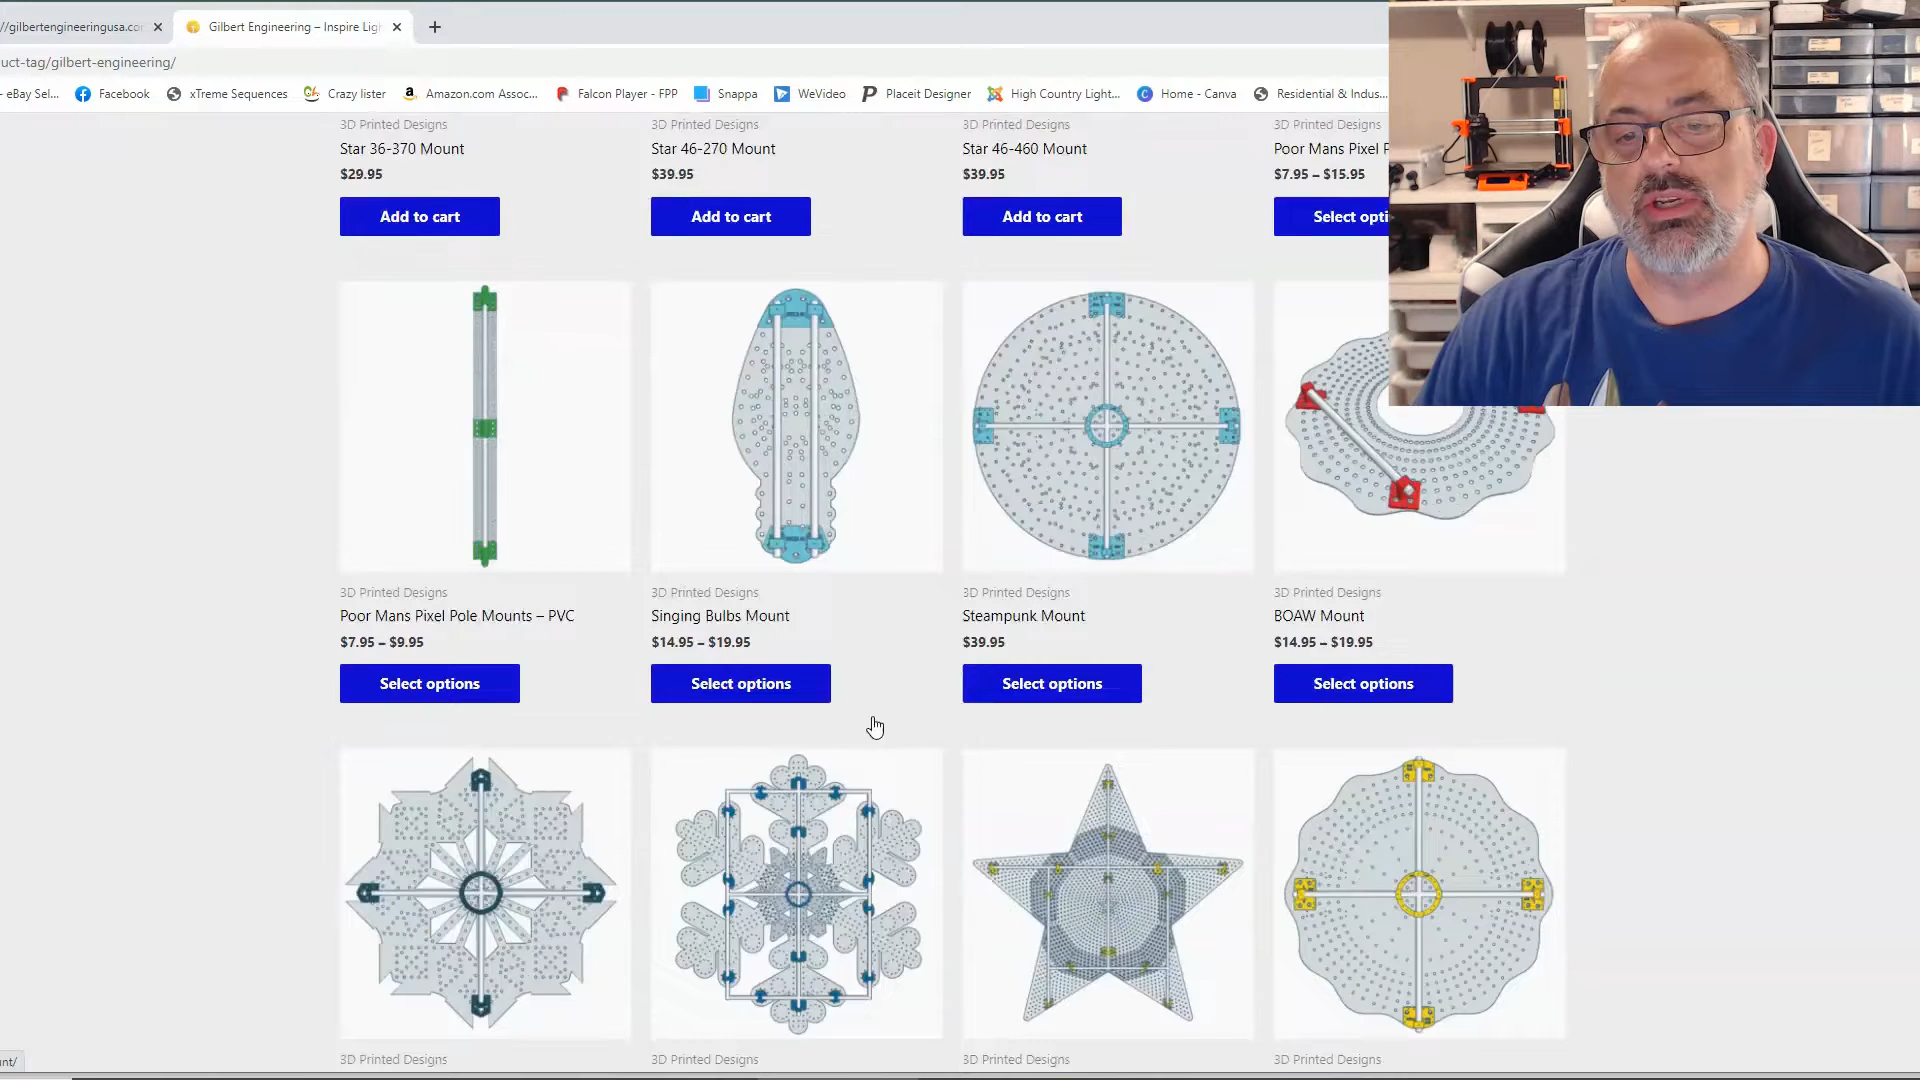 //gilbertengineeringusa.co
Gilbert Engineering – Inspire Ligh
uct-tag/gilbert-engineering/
- eBay Sel...
Facebook
xTreme Sequences
Crazy lister
Amazon.com Assoc...
Falcon Player - FPP
Snappa
WeVideo
Placeit Designer
High Country Light...
Home - Canva
Residential & Indus...
3D Printed Designs
3D Printed Designs
3D Printed Designs
3D Printed Designs
Star 36-370 Mount
Star 46-270 Mount
Star 46-460 Mount
Poor Mans Pixel P
$29.95
$39.95
$39.95
$7.95 – $15.95
Add to cart
Add to cart
Add to cart
Select opti
3D Printed Designs
3D Printed Designs
3D Printed Designs
3D Printed Designs
Poor Mans Pixel Pole Mounts – PVC
Singing Bulbs Mount
Steampunk Mount
BOAW Mount
$7.95 – $9.95
$14.95 – $19.95
$39.95
$14.95 – $19.95
Select options
Select options
Select options
Select options
3D Printed Designs
3D Printed Designs
3D Printed Designs
3D Printed Designs
nt/